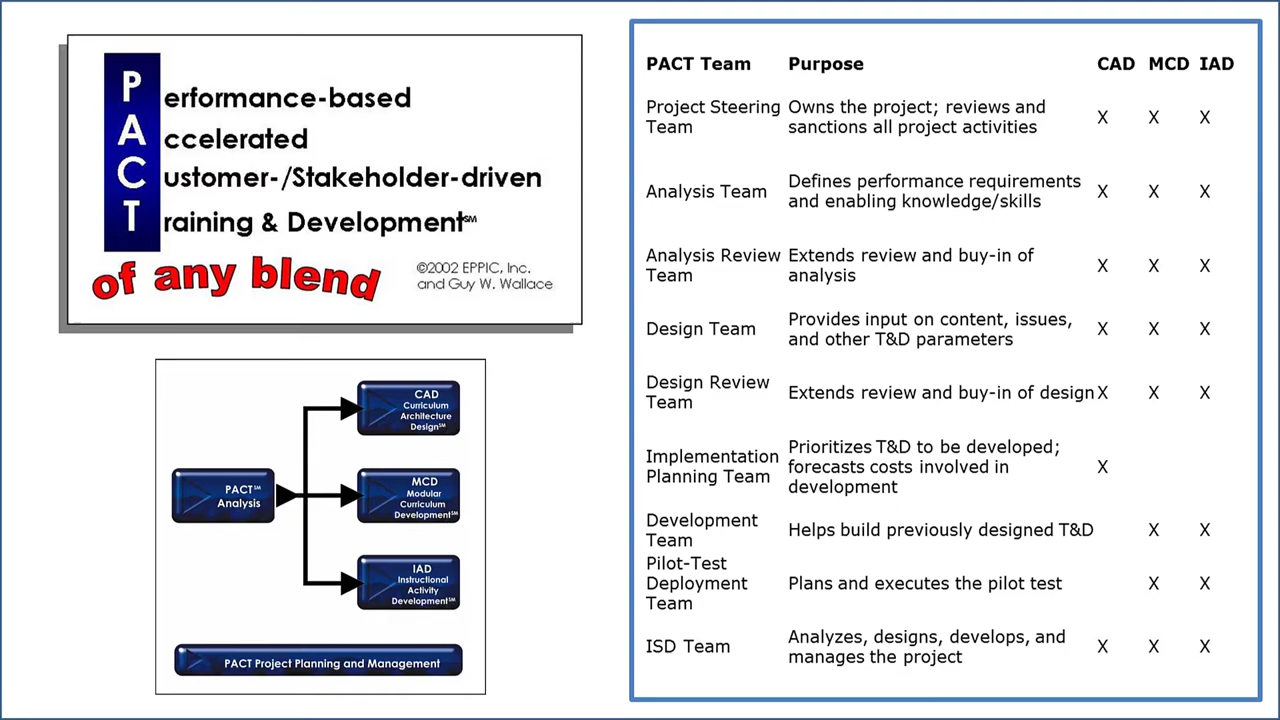 Performance-based
Accelerated
Customer-/Stakeholder-driven
Training & Development℠
of any blend
©2002 EPPIC, Inc.
and Guy W. Wallace
CAD
Curriculum
Architecture
Design℠
PACT℠
Analysis
MCD
Modular
Curriculum
Development℠
IAD
Instructional
Activity
Development℠
PACT Project Planning and Management
PACT Team Purpose CAD MCD IAD
Project Steering Owns the project; reviews and
Team sanctions all project activities X X X
Analysis Team Defines performance requirements
and enabling knowledge/skills X X X
Analysis Review Extends review and buy-in of
Team analysis X X X
Design Team Provides input on content, issues,
and other T&D parameters X X X
Design Review
Team Extends review and buy-in of design X X X
Implementation Prioritizes T&D to be developed;
Planning Team forecasts costs involved in
development X
Development
Team Helps build previously designed T&D X X
Pilot-Test
Deployment Plans and executes the pilot test X X
Team
ISD Team Analyzes, designs, develops, and
manages the project X X X